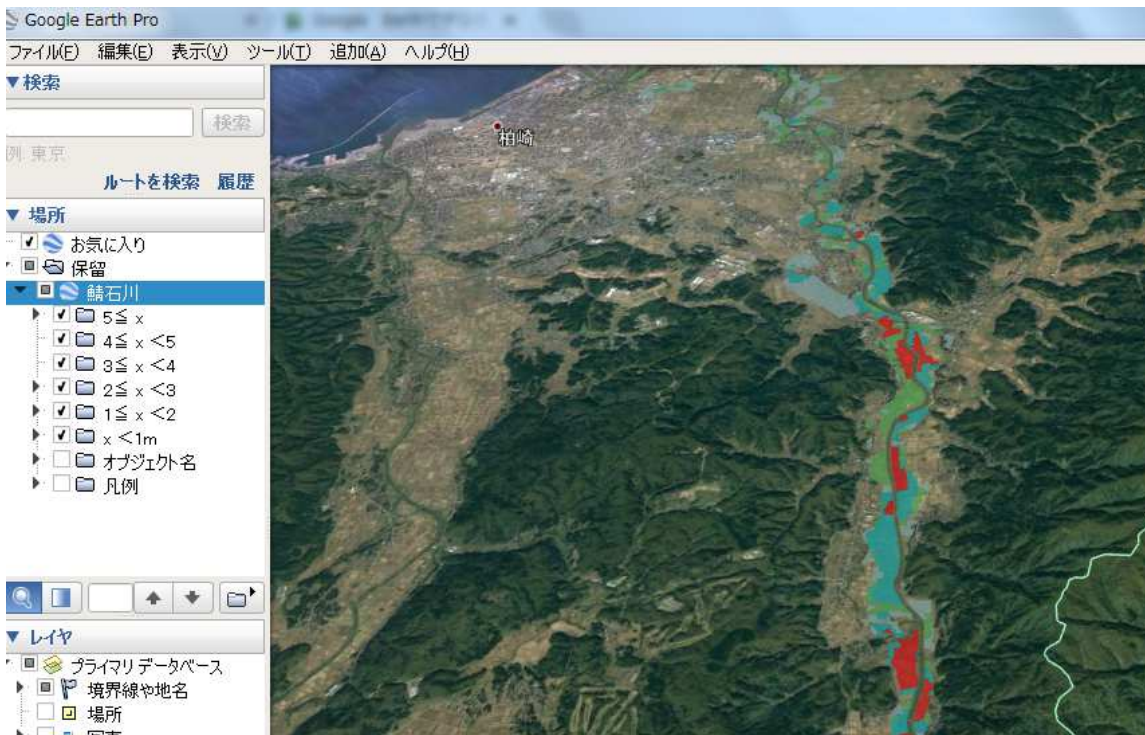 Google Earth Pro
ファイル(F) 編集(E) 表示(V) ツール(T) 追加(A) ヘルプ(H)
▼検索
検索
例: 東京
ルートを検索 履歴
▼ 場所
お気に入り
保留
鯖石川
5≦ x
4≦ x <5
3≦ x <4
2≦ x <3
1≦ x <2
x <1m
オブジェクト名
凡例
▼ レイヤ
プライマリ データベース
境界線や地名
場所
写真
柏崎